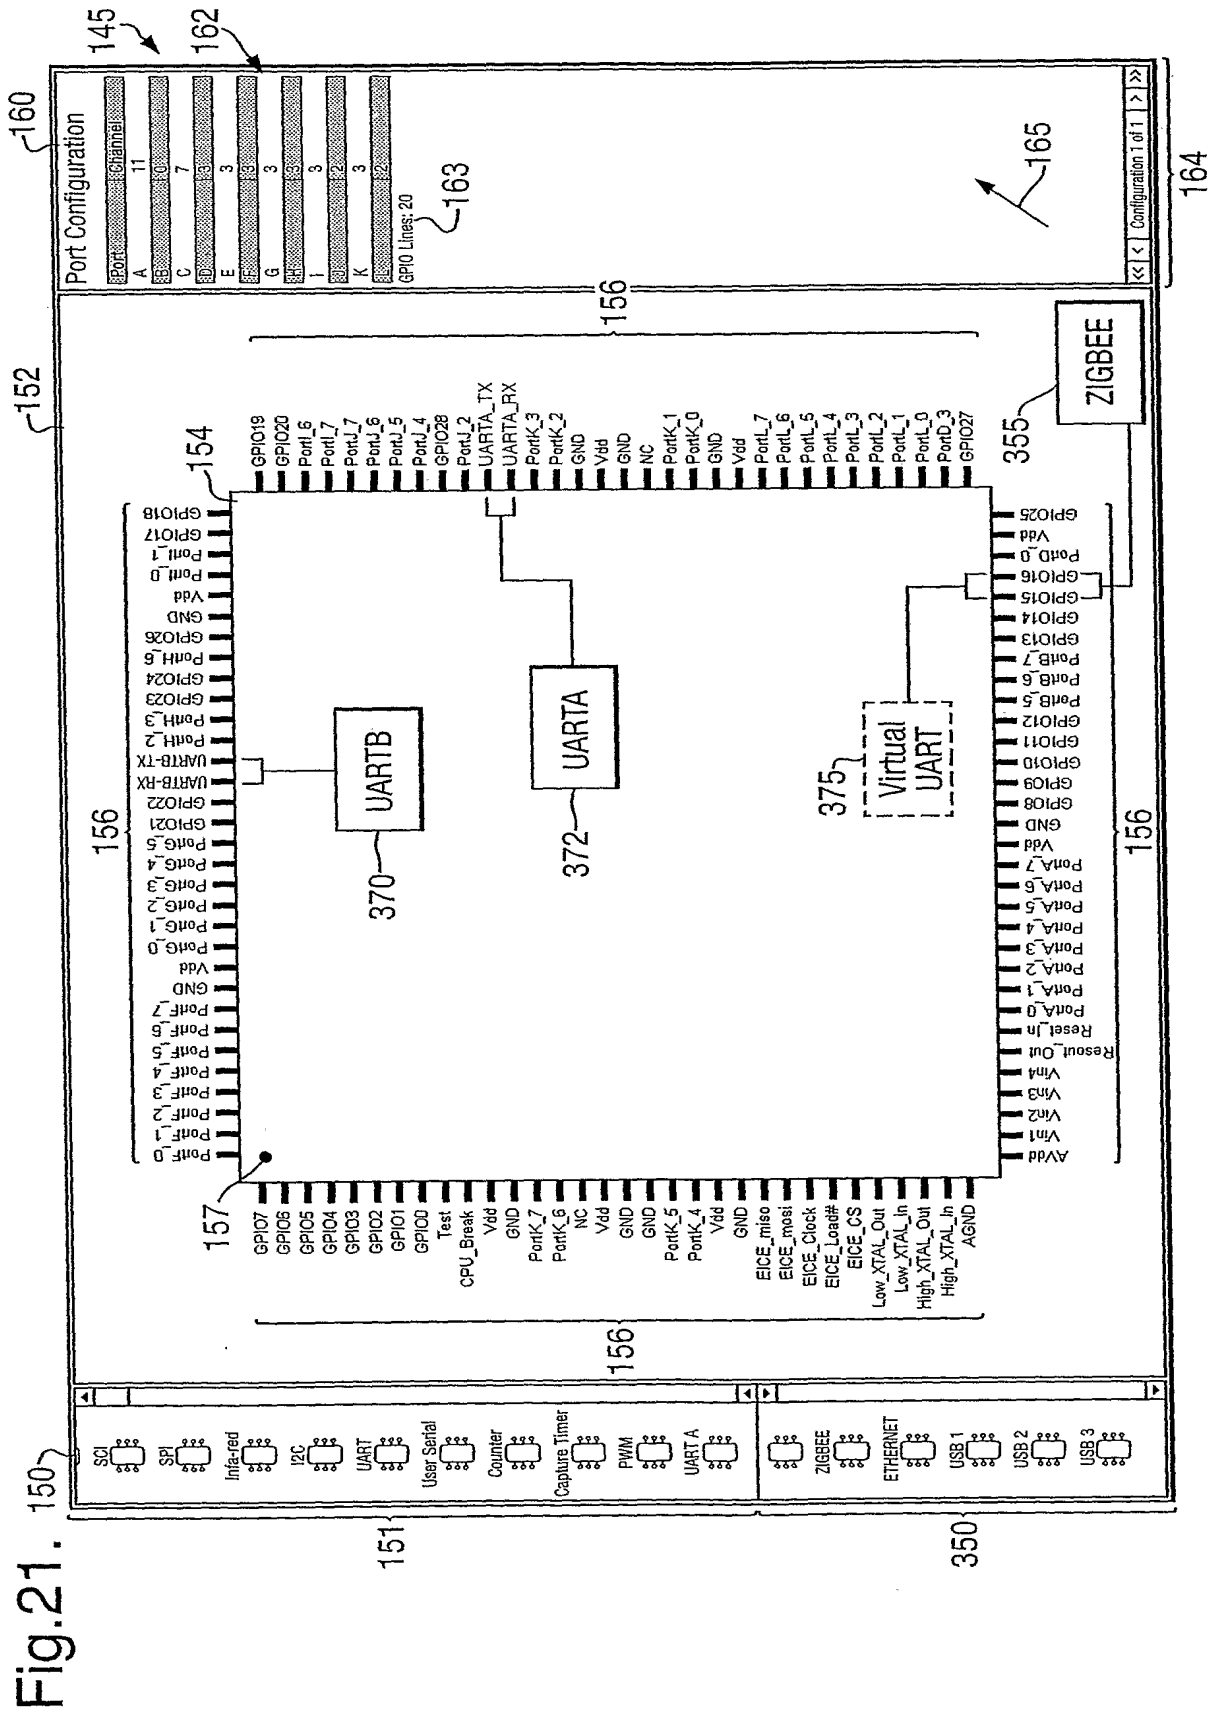 Fig.21.
150
152
160
145
Port Configuration
Port Channel
A 11
B 0
C 7
D 3
E 3
F 3
G 3
H 3
I 3
J 2
K 3
L 2
162
GPIO Lines: 20
163
165
<< < Configuration 1 of 1 > >>
164
151
SCI
SPI
Infa-red
I2C
UART
User Serial
Counter
Capture Timer
PWM
UART A
350
ZIGBEE
ETHERNET
USB 1
USB 2
USB 3
156
PortF_0
PortF_1
PortF_2
PortF_3
PortF_4
PortF_5
PortF_6
PortF_7
GND
Vdd
PortG_0
PortG_1
PortG_2
PortG_3
PortG_4
PortG_5
GPIO21
GPIO22
UARTB-RX
UARTB-TX
PortH_2
PortH_3
GPIO23
GPIO24
PortH_6
GPIO26
GND
Vdd
PortI_0
PortI_1
GPIO17
GPIO18
154
157
156
GPIO7
GPIO6
GPIO5
GPIO4
GPIO3
GPIO2
GPIO1
GPIO0
Test
CPU_Break
Vdd
GND
PortK_7
PortK_6
NC
Vdd
GND
GND
PortK_5
PortK_4
Vdd
GND
EICE_miso
EICE_mosi
EICE_Clock
EICE_Load#
EICE_CS
Low_XTAL_Out
Low_XTAL_In
High_XTAL_Out
High_XTAL_In
AGND
UARTB
370
UARTA
372
Virtual
UART
375
GPIO19
GPIO20
PortI_6
PortI_7
PortJ_7
PortJ_6
PortJ_5
PortJ_4
GPIO28
PortJ_2
UARTA_TX
UARTA_RX
PortK_3
PortK_2
GND
Vdd
GND
NC
PortK_1
PortK_0
GND
Vdd
PortL_7
PortL_6
PortL_5
PortL_4
PortL_3
PortL_2
PortL_1
PortL_0
PortD_3
GPIO27
156
AVdd
Vin1
Vin2
Vin3
Vin4
Resout_Out
Reset_In
PortA_0
PortA_1
PortA_2
PortA_3
PortA_4
PortA_5
PortA_6
PortA_7
Vdd
GND
GPIO8
GPIO9
GPIO10
GPIO11
GPIO12
PortB_5
PortB_6
PortB_7
GPIO13
GPIO14
GPIO15
GPIO16
PortD_0
Vdd
GPIO25
156
355
ZIGBEE